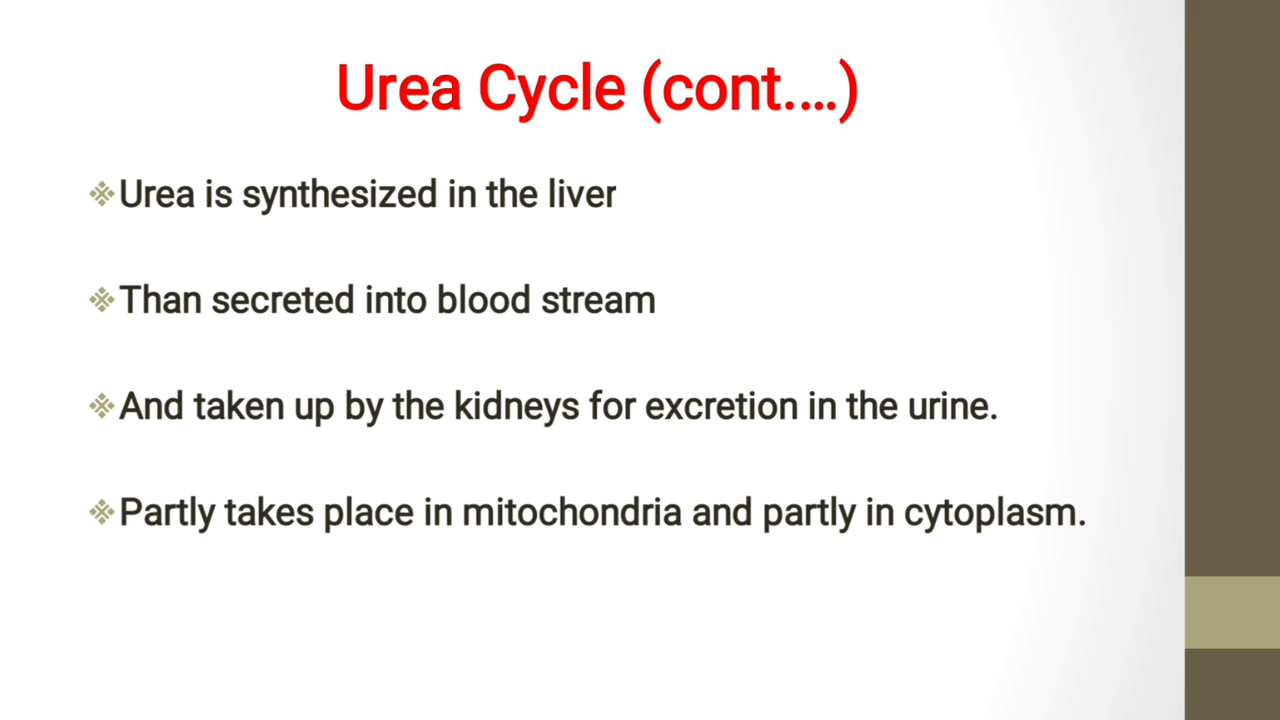 Urea Cycle (cont.…)
Urea is synthesized in the liver
Than secreted into blood stream
And taken up by the kidneys for excretion in the urine.
Partly takes place in mitochondria and partly in cytoplasm.